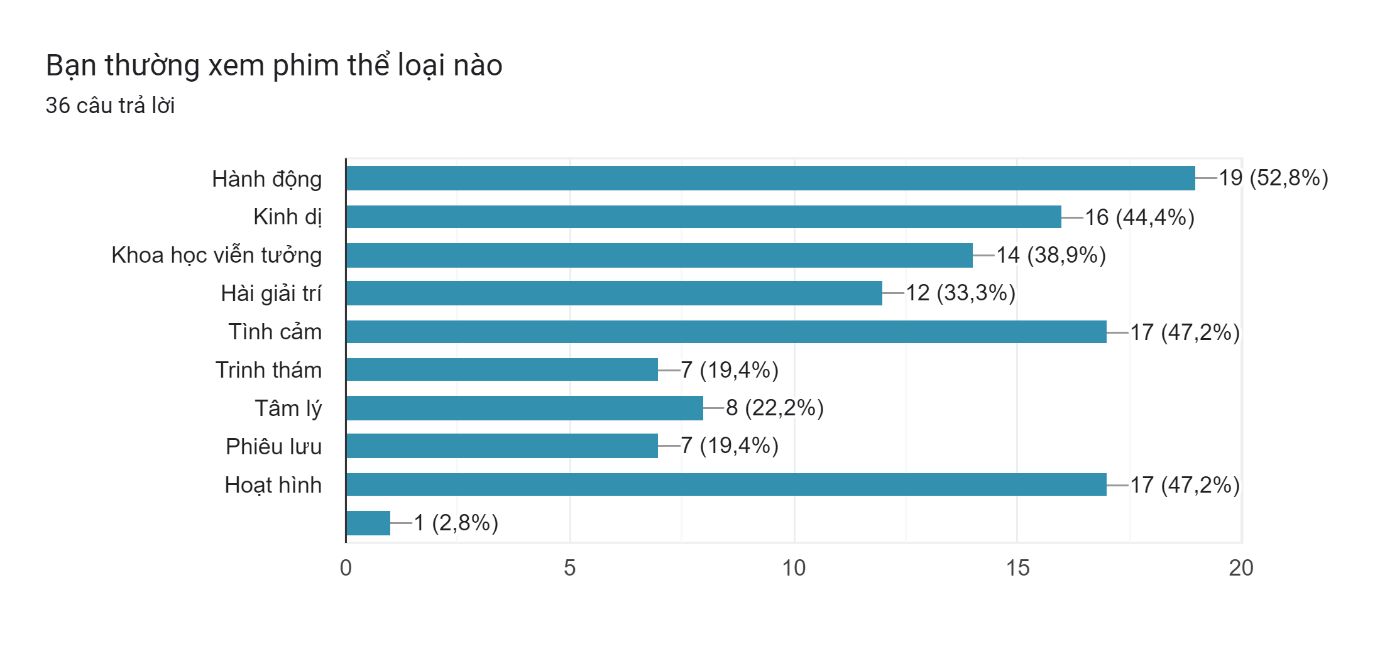 Bạn thường xem phim thể loại nào
36 câu trả lời
Hành động 19 (52,8%)
Kinh dị 16 (44,4%)
Khoa học viễn tưởng 14 (38,9%)
Hài giải trí 12 (33,3%)
Tình cảm 17 (47,2%)
Trinh thám 7 (19,4%)
Tâm lý 8 (22,2%)
Phiêu lưu 7 (19,4%)
Hoạt hình 17 (47,2%)
1 (2,8%)
0 5 10 15 20